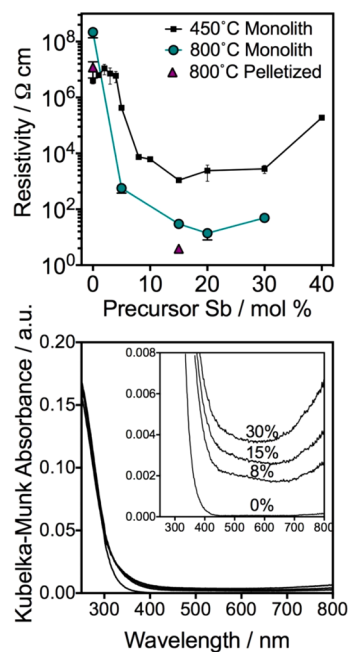 10^8
10^6
10^4
10^2
10^0
Resistivity / Ω cm
450˚C Monolith
800˚C Monolith
800˚C Pelletized
0 10 20 30 40
Precursor Sb / mol %
Kubelka-Munk Absorbance / a.u.
0.20
0.15
0.10
0.05
0.00
0.008
0.006
0.004
0.002
0.000
30%
15%
8%
0%
300 400 500 600 700 800
300 400 500 600 700 800
Wavelength / nm